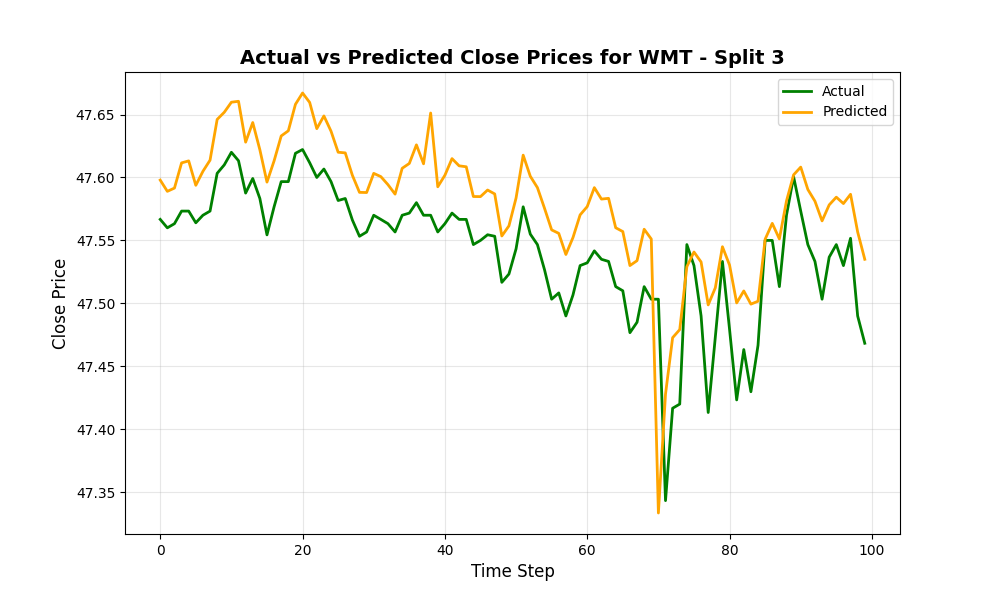 Actual vs Predicted Close Prices for WMT - Split 3
Actual
Predicted
Close Price
47.65
47.60
47.55
47.50
47.45
47.40
47.35
0 20 40 60 80 100
Time Step